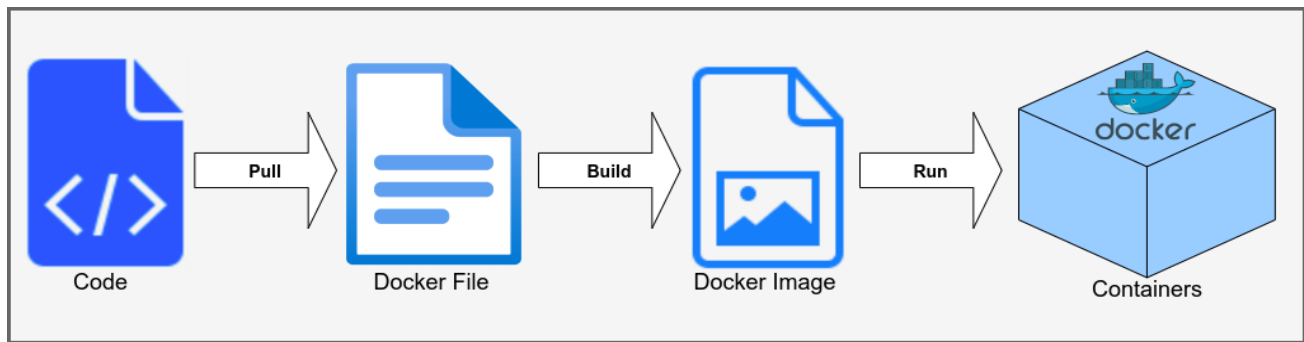 Pull
Build
Run
docker
Code
Docker File
Docker Image
Containers